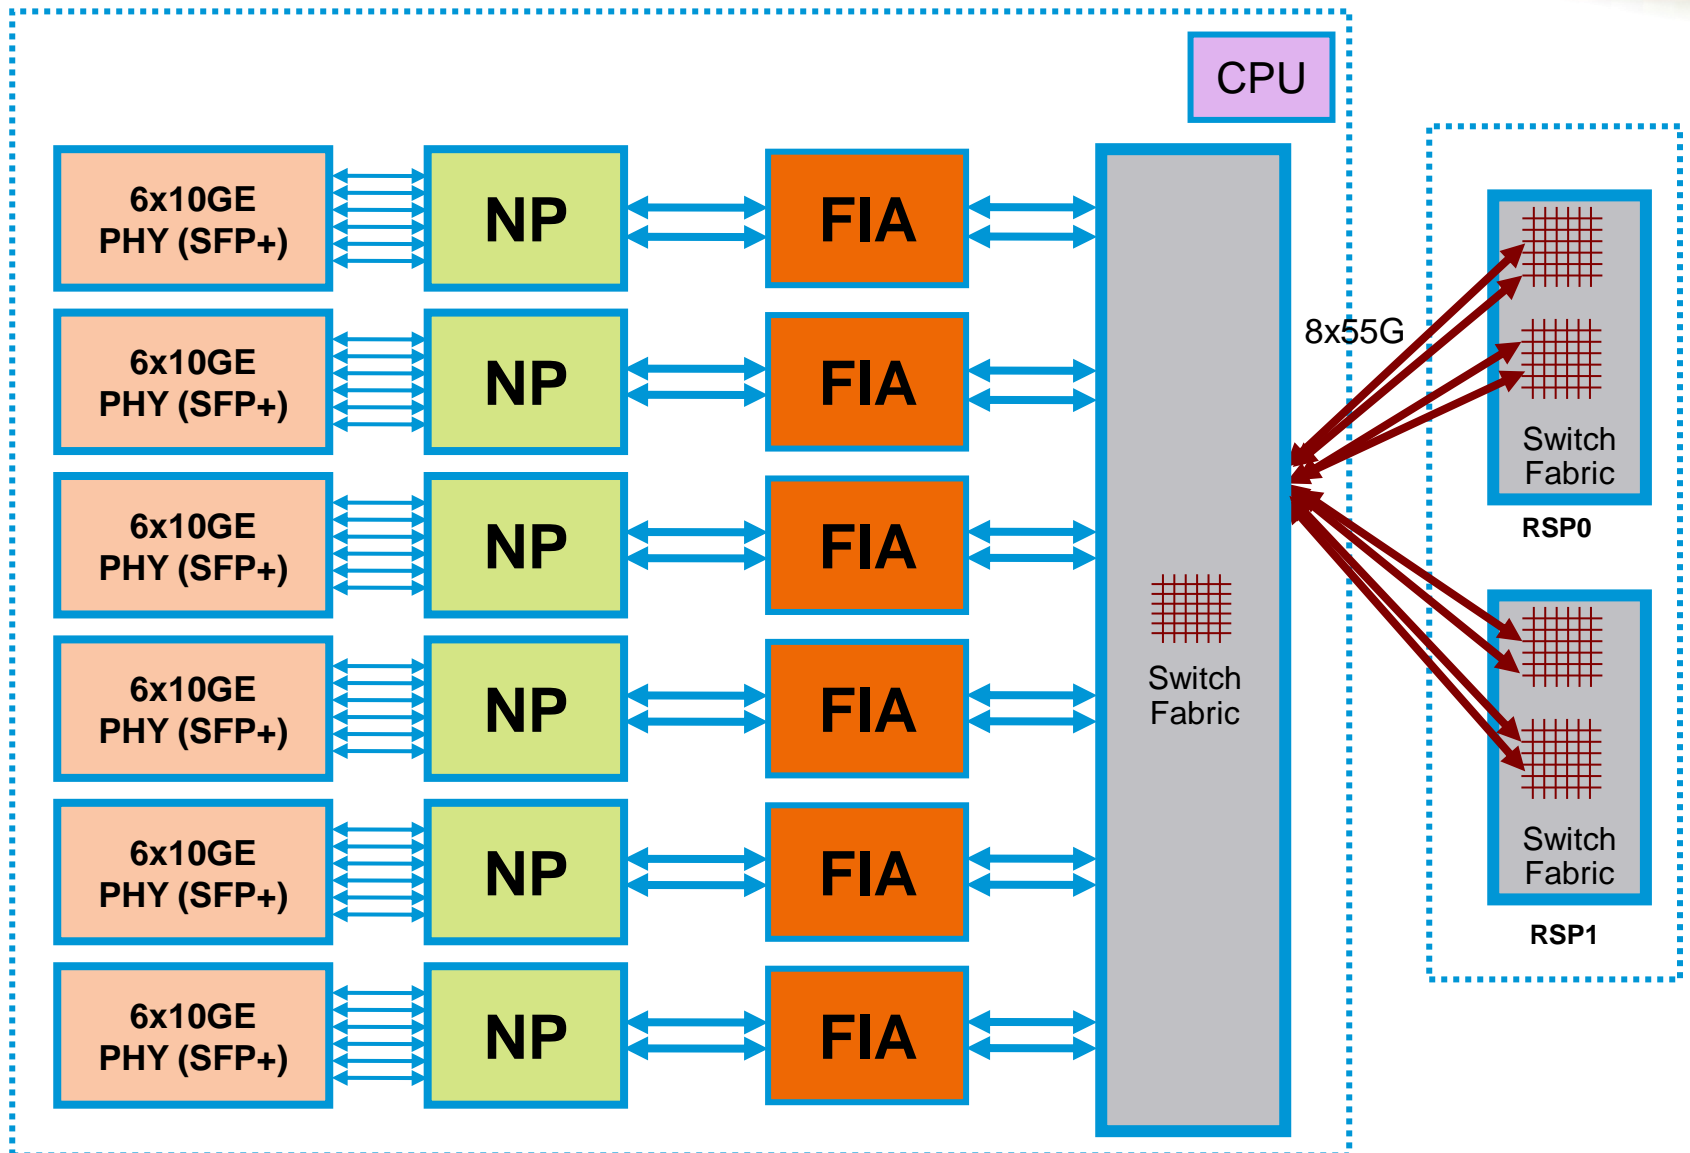 CPU
6x10GE
PHY (SFP+)
NP
FIA
6x10GE
PHY (SFP+)
NP
FIA
6x10GE
PHY (SFP+)
NP
FIA
6x10GE
PHY (SFP+)
NP
FIA
6x10GE
PHY (SFP+)
NP
FIA
6x10GE
PHY (SFP+)
NP
FIA
Switch
Fabric
8x55G
Switch
Fabric
RSP0
Switch
Fabric
RSP1